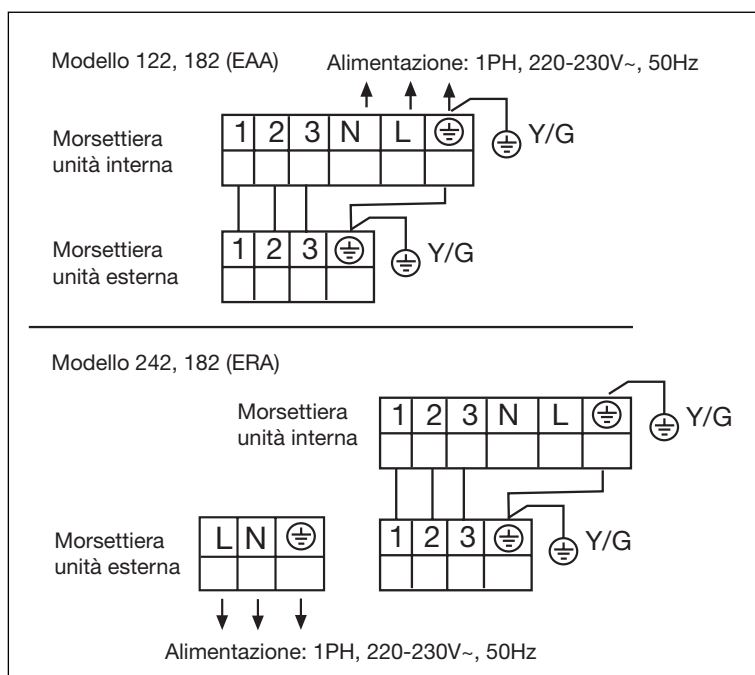 Modello 122, 182 (EAA)
Alimentazione: 1PH, 220-230V~, 50Hz
Morsettiera
unità interna
1 2 3 N L
Y/G
Morsettiera
unità esterna
1 2 3
Y/G
Modello 242, 182 (ERA)
Morsettiera
unità interna
1 2 3 N L
Y/G
Morsettiera
unità esterna
L N
1 2 3
Y/G
Alimentazione: 1PH, 220-230V~, 50Hz